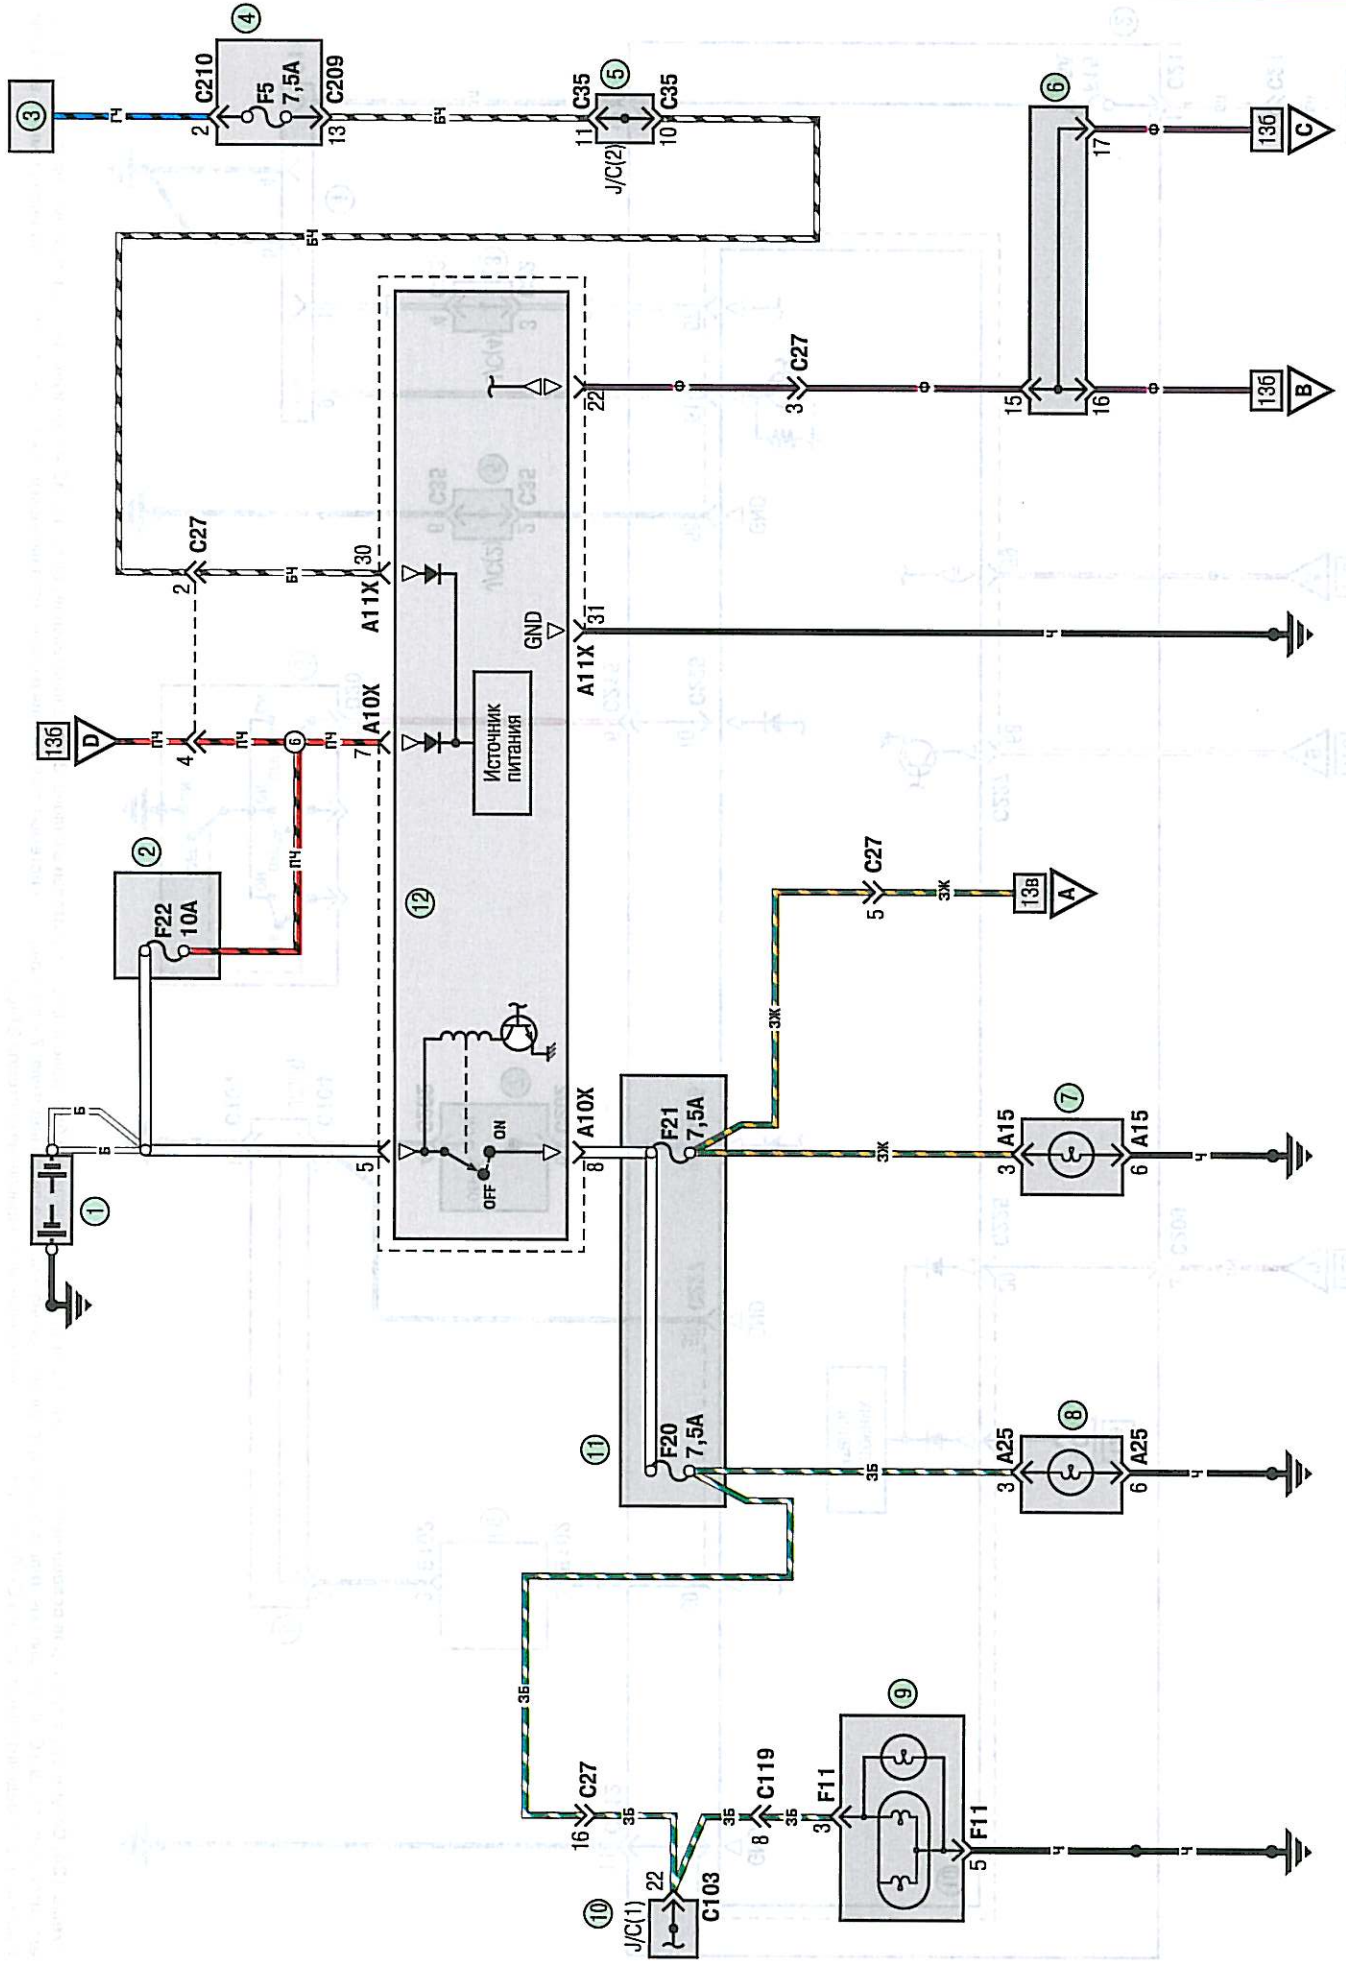 3
ГЧ
C210
2
4
F5
7,5A
13
C209
БЧ
C35
11
5
J/C(2)
10
C35
БЧ
6
15
16
17
Ф
Ф
136
C
136
B
1
Б
Б
2
F22
10A
136
D
ПЧ
4
ПЧ
6
ПЧ
ПЧ
7
A10X
2
C27
БЧ
30
A11X
12
Источник
питания
GND
A11X
31
Ч
22
Ф
3
C27
Ф
5
OFF
ON
8
A10X
11
F20
7,5A
F21
7,5A
ЗЖ
5
C27
ЗЖ
13в
A
ЗЖ
3
A15
7
6
A15
Ч
ЗБ
3
A25
8
6
A25
Ч
ЗБ
16
C27
ЗБ
10
J/C(1)
22
C103
ЗБ
8
C119
ЗБ
3
F11
9
5
F11
Ч
Ч